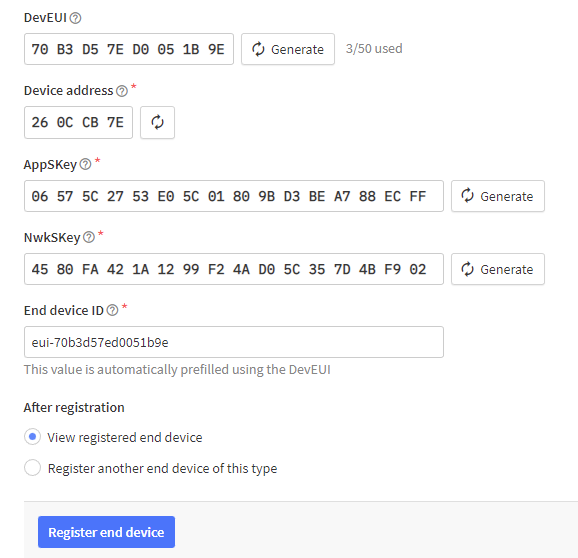 DevEUI
70 B3 D5 7E D0 05 1B 9E Generate 3/50 used
Device address *
26 0C CB 7E
AppSKey *
06 57 5C 27 53 E0 5C 01 80 9B D3 BE A7 88 EC FF Generate
NwkSKey *
45 80 FA 42 1A 12 99 F2 4A D0 5C 35 7D 4B F9 02 Generate
End device ID *
eui-70b3d57ed0051b9e
This value is automatically prefilled using the DevEUI
After registration
View registered end device
Register another end device of this type
Register end device